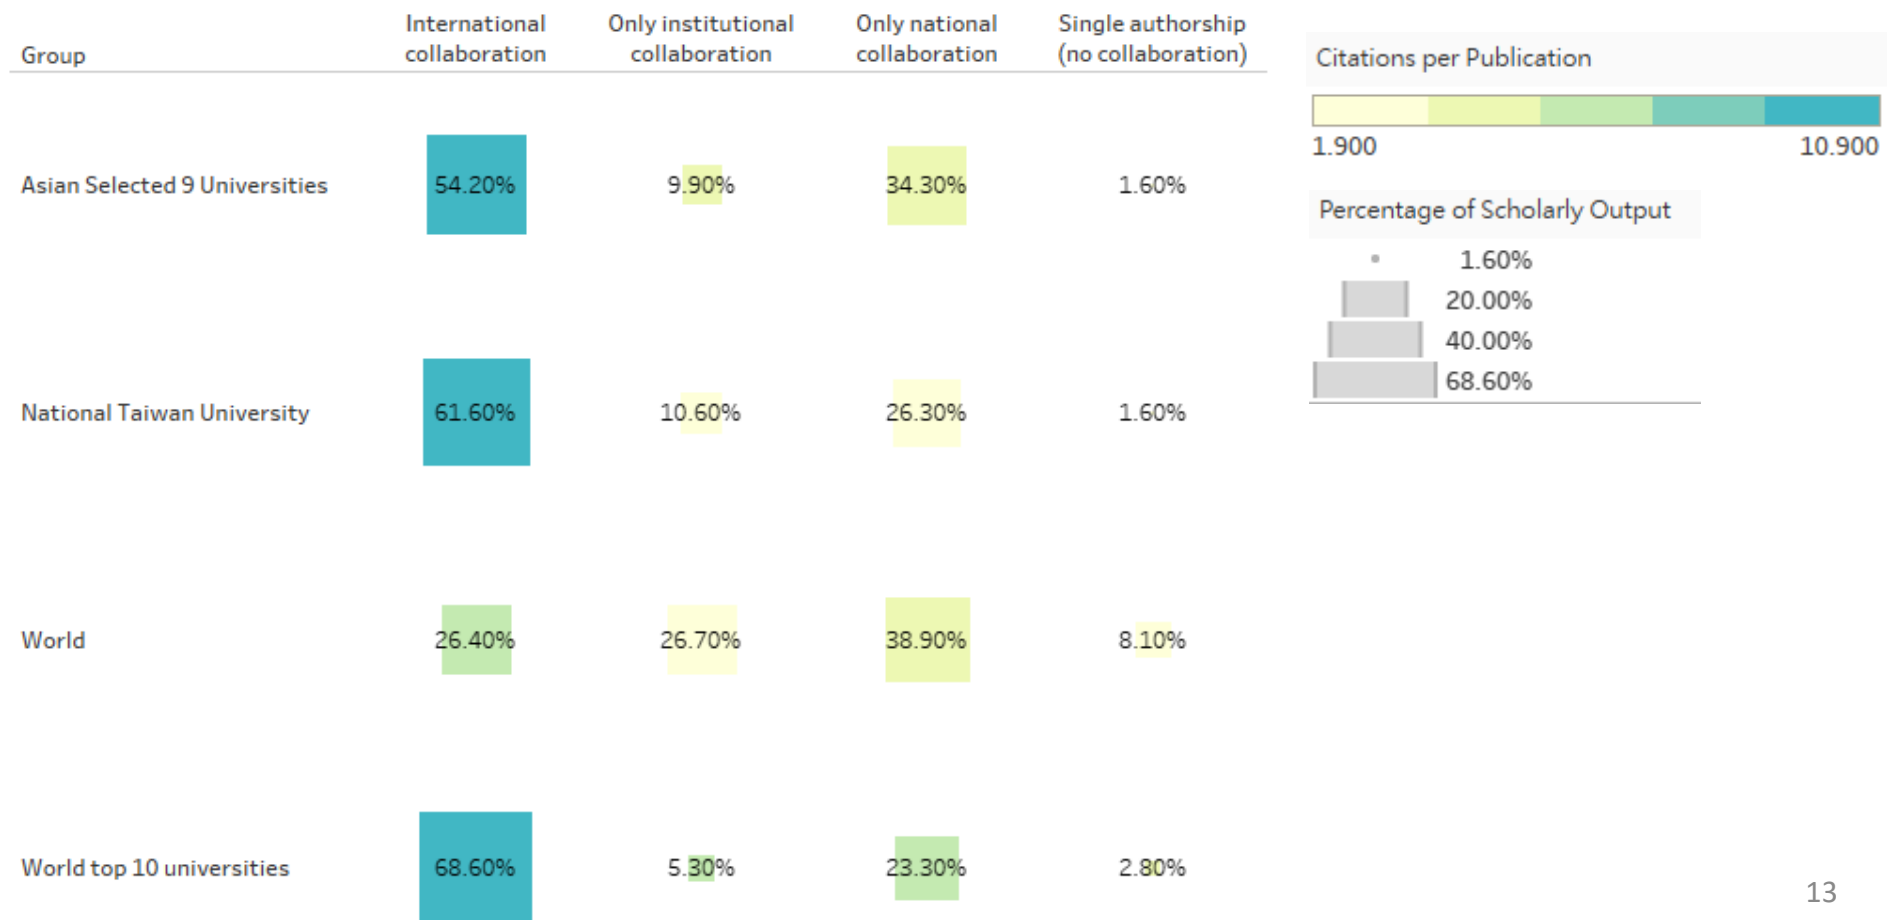 Group
International collaboration
Only institutional collaboration
Only national collaboration
Single authorship (no collaboration)
Asian Selected 9 Universities 54.20% 9.90% 34.30% 1.60%
National Taiwan University 61.60% 10.60% 26.30% 1.60%
World 26.40% 26.70% 38.90% 8.10%
World top 10 universities 68.60% 5.30% 23.30% 2.80%
Citations per Publication
1.900 10.900
Percentage of Scholarly Output
1.60%
20.00%
40.00%
68.60%
13